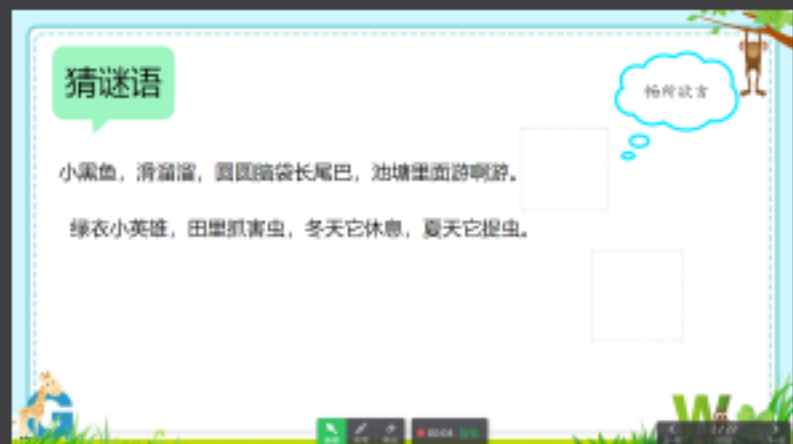 猜谜语
畅所欲言
小黑鱼，滑溜溜，圆圆脑袋长尾巴，池塘里面游啊游。
绿衣小英雄，田里抓害虫，冬天它休息，夏天它捉虫。